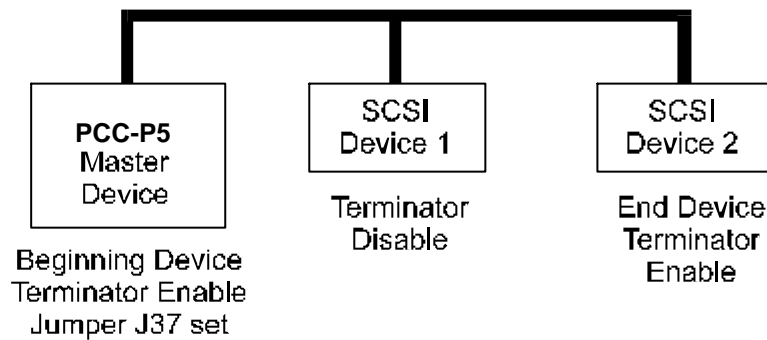 PCC-P5
Master
Device
SCSI
Device 1
SCSI
Device 2
Beginning Device
Terminator Enable
Jumper J37 set
Terminator
Disable
End Device
Terminator
Enable